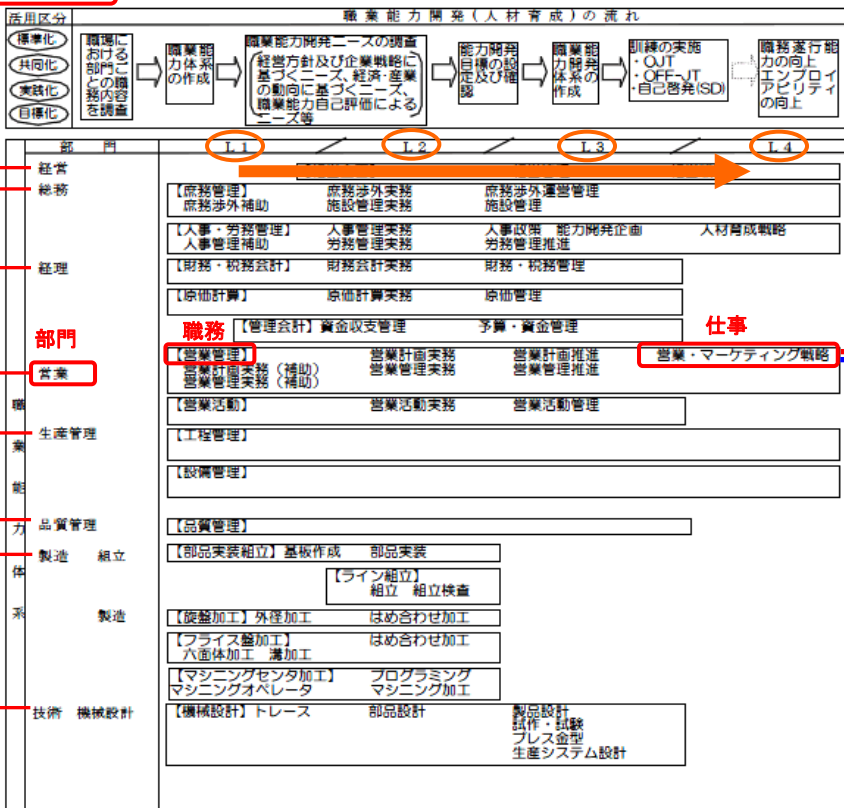 活用区分
職業能力開発(人材育成)の流れ
標準化
共同化
実践化
目標化
職場に
おける
部門ご
との職
務内容
を調査
職業能
力体系
の作成
職業能力開発ニーズの調査
経営方針及び企業戦略に
基づくニーズ、経済・産業
の動向に基づくニーズ、
職業能力自己評価による
ニーズ等
能力開発
目標の設
定及び確
認
職業能
力開発
体系の
作成
訓練の実施
・OJT
・OFF-JT
・自己啓発(SD)
職務遂行能
力の向上
エンプロイ
アビリティ
の向上
部 門 L1 L2 L3 L4
職業能力体系
経営
総務
【庶務管理】 庶務渉外実務 庶務渉外運営管理
庶務渉外補助 施設管理実務 施設管理
【人事・労務管理】 人事管理実務 人事政策 能力開発企画 人材育成戦略
人事管理補助 労務管理実務 労務管理推進
経理
【財務・税務会計】 財務会計実務 財務・税務管理
【原価計算】 原価計算実務 原価管理
【管理会計】資金収支管理 予算・資金管理
部門 職務 仕事
営業
【営業管理】 営業計画実務 営業計画推進 営業・マーケティング戦略
営業計画実務(補助) 営業管理実務 営業管理推進
営業管理実務(補助)
【営業活動】 営業活動実務 営業活動管理
生産管理
【工程管理】
【設備管理】
品質管理
【品質管理】
製造 組立
【部品実装組立】基板作成 部品実装
【ライン組立】
組立 組立検査
製造
【旋盤加工】外径加工 はめ合わせ加工
【フライス盤加工】 はめ合わせ加工
六面体加工 溝加工
【マシニングセンタ加工】 プログラミング
マシニングオペレータ マシニング加工
技術 機械設計
【機械設計】トレース 部品設計 製品設計
試作・試験
プレス金型
生産システム設計